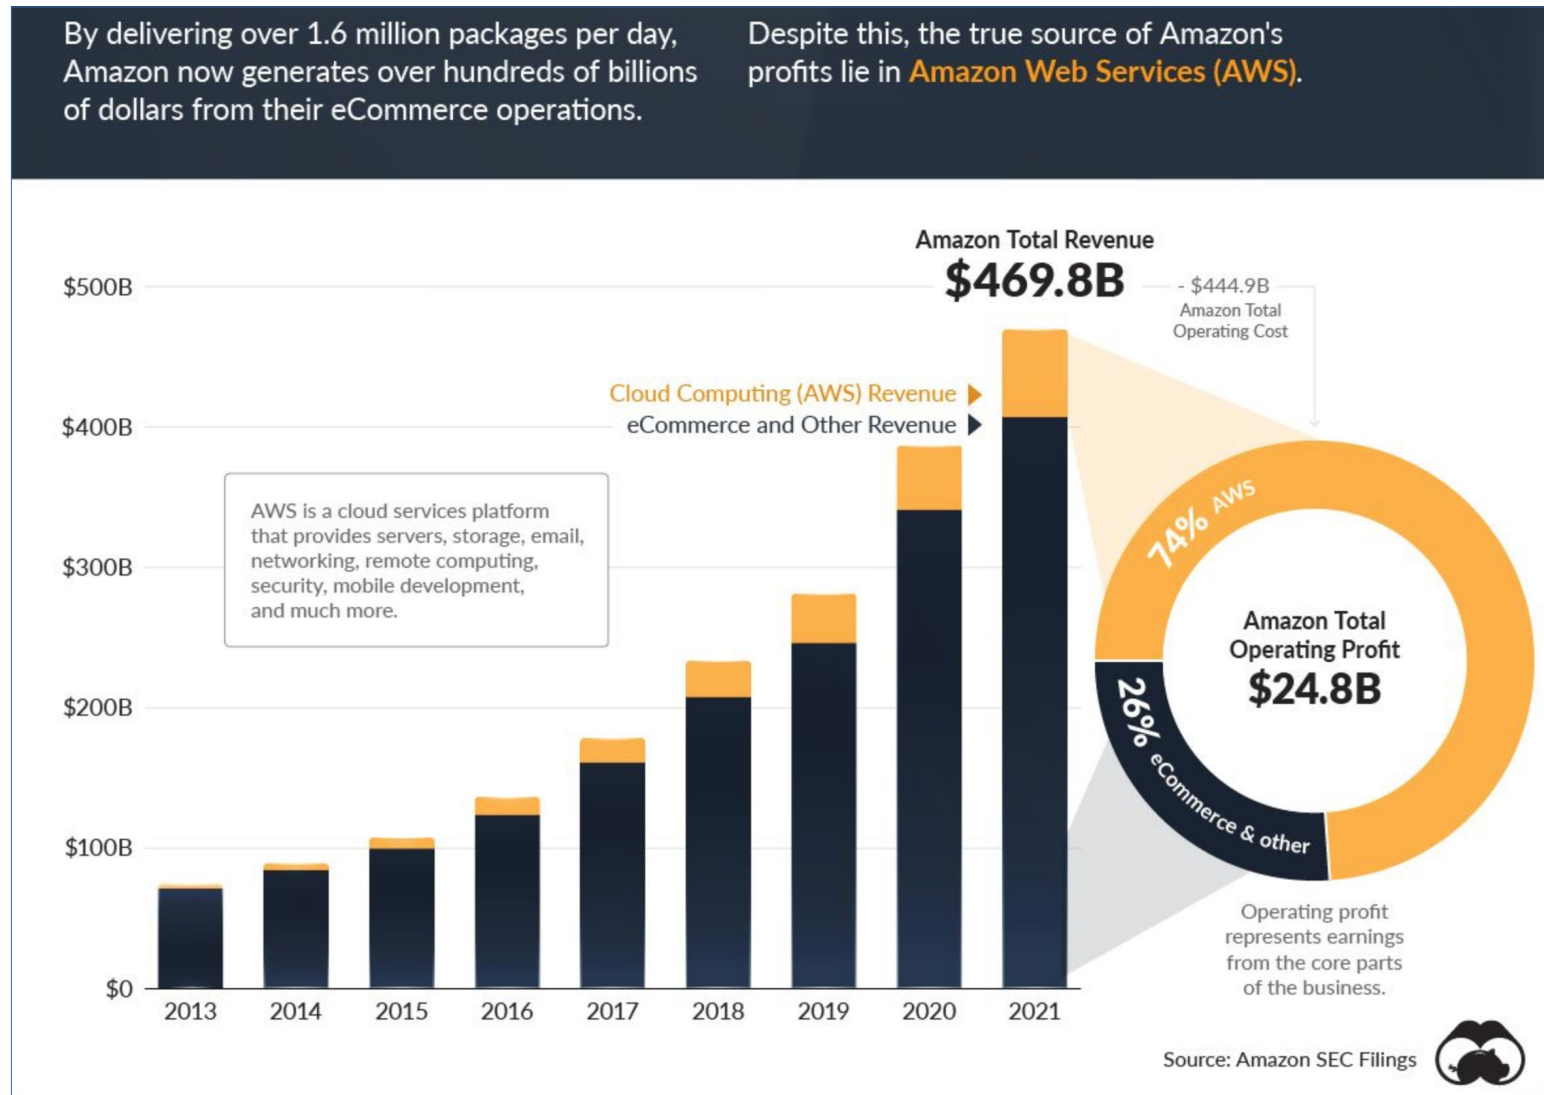 By delivering over 1.6 million packages per day,
Amazon now generates over hundreds of billions
of dollars from their eCommerce operations.
Despite this, the true source of Amazon's
profits lie in Amazon Web Services (AWS).
Amazon Total Revenue
$469.8B
- $444.9B
Amazon Total
Operating Cost
$500B
$400B
$300B
$200B
$100B
$0
Cloud Computing (AWS) Revenue
eCommerce and Other Revenue
AWS is a cloud services platform
that provides servers, storage, email,
networking, remote computing,
security, mobile development,
and much more.
74% AWS
26% eCommerce & other
Amazon Total
Operating Profit
$24.8B
Operating profit
represents earnings
from the core parts
of the business.
2013 2014 2015 2016 2017 2018 2019 2020 2021
Source: Amazon SEC Filings